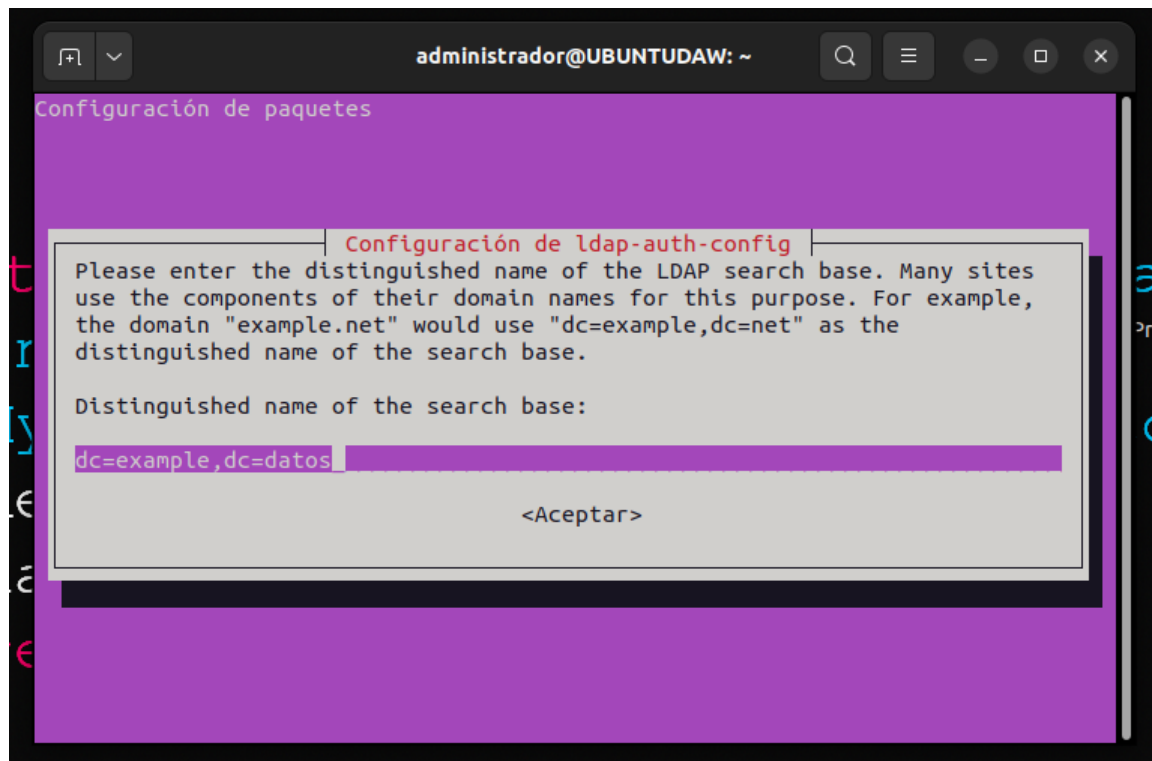 administrador@UBUNTUDAW: ~
Configuración de paquetes
Configuración de ldap-auth-config
Please enter the distinguished name of the LDAP search base. Many sites
use the components of their domain names for this purpose. For example,
the domain "example.net" would use "dc=example,dc=net" as the
distinguished name of the search base.
Distinguished name of the search base:
dc=example,dc=datos
<Aceptar>